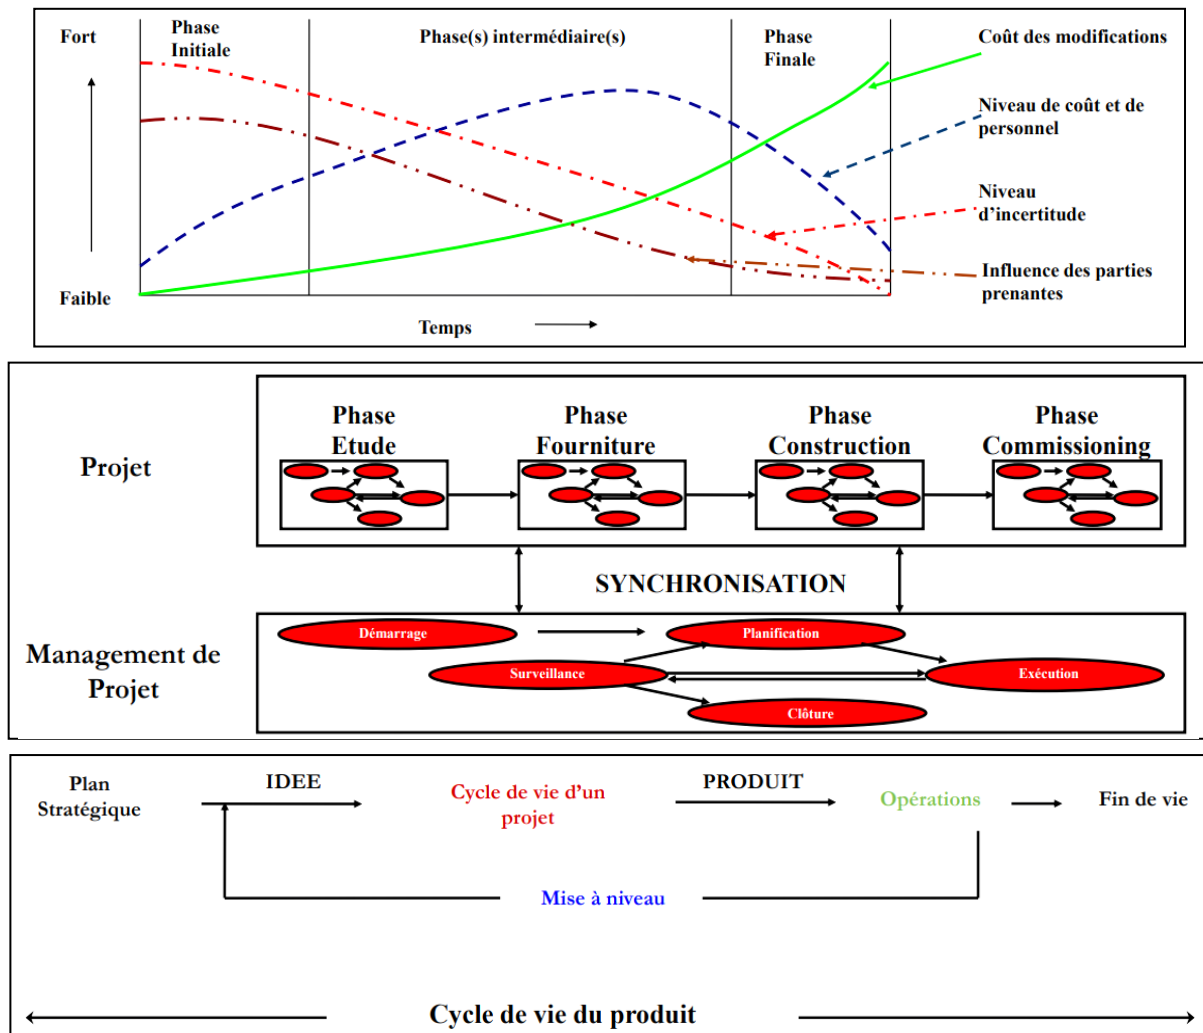 Fort
Phase
Initiale
Phase(s) intermédiaire(s)
Phase
Finale
Coût des modifications
Niveau de coût et de
personnel
Niveau
d'incertitude
Influence des parties
prenantes
Faible
Temps
Projet
Phase
Etude
Phase
Fourniture
Phase
Construction
Phase
Commissioning
SYNCHRONISATION
Management de
Projet
Démarrage
Planification
Surveillance
Exécution
Clôture
Plan
Stratégique
IDEE
Cycle de vie d'un
projet
PRODUIT
Opérations
Fin de vie
Mise à niveau
Cycle de vie du produit